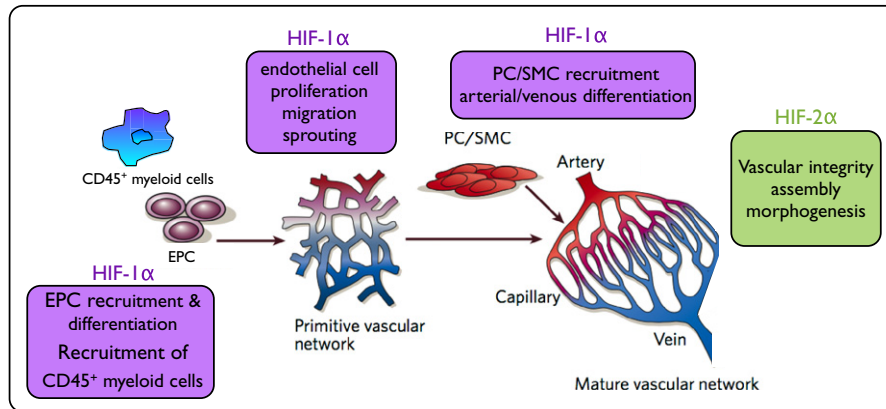 HIF-1α
endothelial cell
proliferation
migration
sprouting
HIF-1α
PC/SMC recruitment
arterial/venous differentiation
HIF-2α
Vascular integrity
assembly
morphogenesis
PC/SMC
Artery
CD45⁺ myeloid cells
EPC
HIF-1α
EPC recruitment &
differentiation
Recruitment of
CD45⁺ myeloid cells
Primitive vascular
network
Capillary
Vein
Mature vascular network